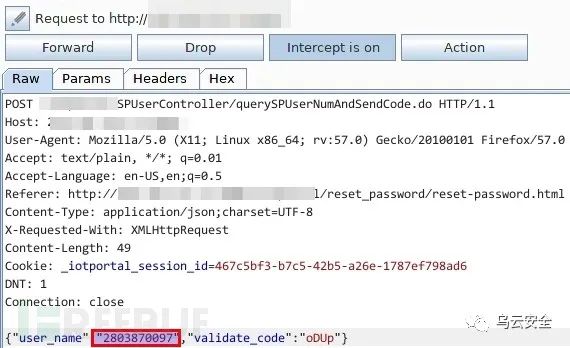 Request to http://
Forward Drop Intercept is on Action
Raw Params Headers Hex
POST SPUserController/querySPUserNumAndSendCode.do HTTP/1.1
Host: 2
User-Agent: Mozilla/5.0 (X11; Linux x86_64; rv:57.0) Gecko/20100101 Firefox/57.0
Accept: text/plain, */*; q=0.01
Accept-Language: en-US,en;q=0.5
Referer: http:// l/reset_password/reset-password.html
Content-Type: application/json;charset=UTF-8
X-Requested-With: XMLHttpRequest
Content-Length: 49
Cookie: _iotportal_session_id=467c5bf3-b7c5-42b5-a26e-1787ef798ad6
DNT: 1
Connection: close
REEBUF
乌云安全
{"user_name":"2803870097","validate_code":"oDUp"}